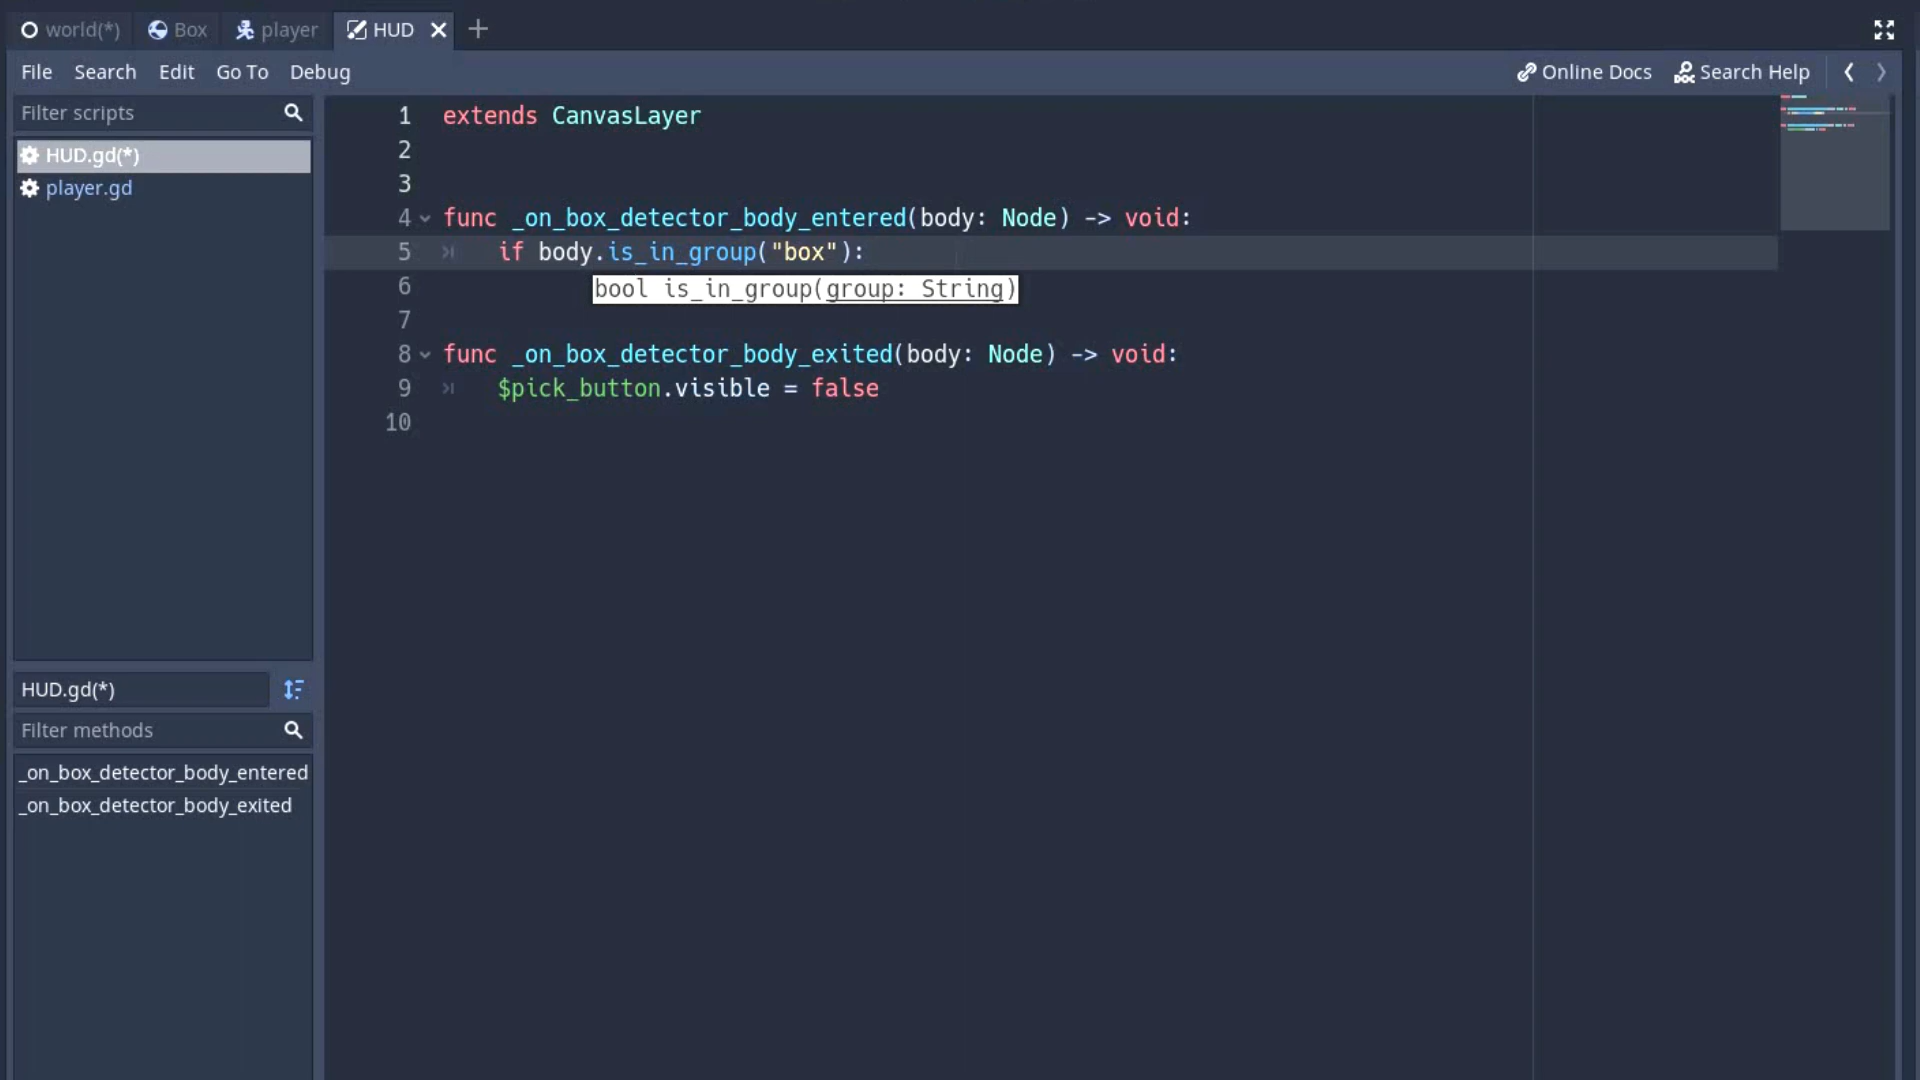 world(*) Box player HUD
File Search Edit Go To Debug Online Docs Search Help
Filter scripts
HUD.gd(*)
player.gd
HUD.gd(*)
Filter methods
_on_box_detector_body_entered
_on_box_detector_body_exited
1 extends CanvasLayer
2
3
4 func _on_box_detector_body_entered(body: Node) -> void:
5 if body.is_in_group("box"):
6 bool is_in_group(group: String)
7
8 func _on_box_detector_body_exited(body: Node) -> void:
9 $pick_button.visible = false
10